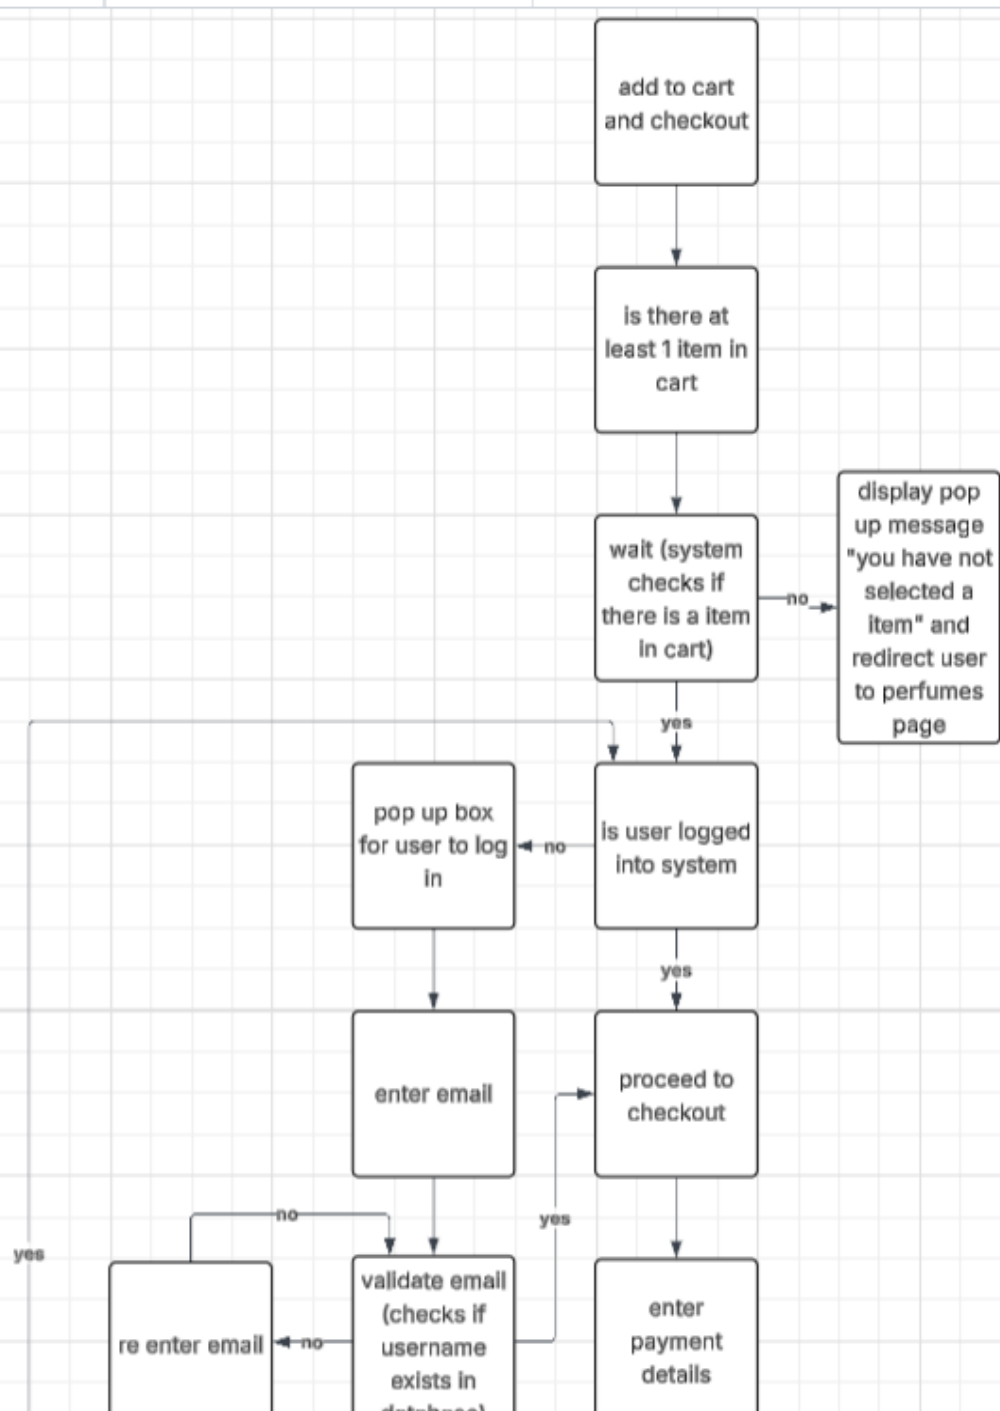 add to cart
and checkout
is there at
least 1 item in
cart
wait (system
checks if
there is a item
in cart)
no
display pop
up message
"you have not
selected a
item" and
redirect user
to perfumes
page
yes
pop up box
for user to log
in
no
is user logged
into system
yes
enter email
proceed to
checkout
no
yes
yes
re enter email
no
validate email
(checks if
username
exists in
database)
enter
payment
details